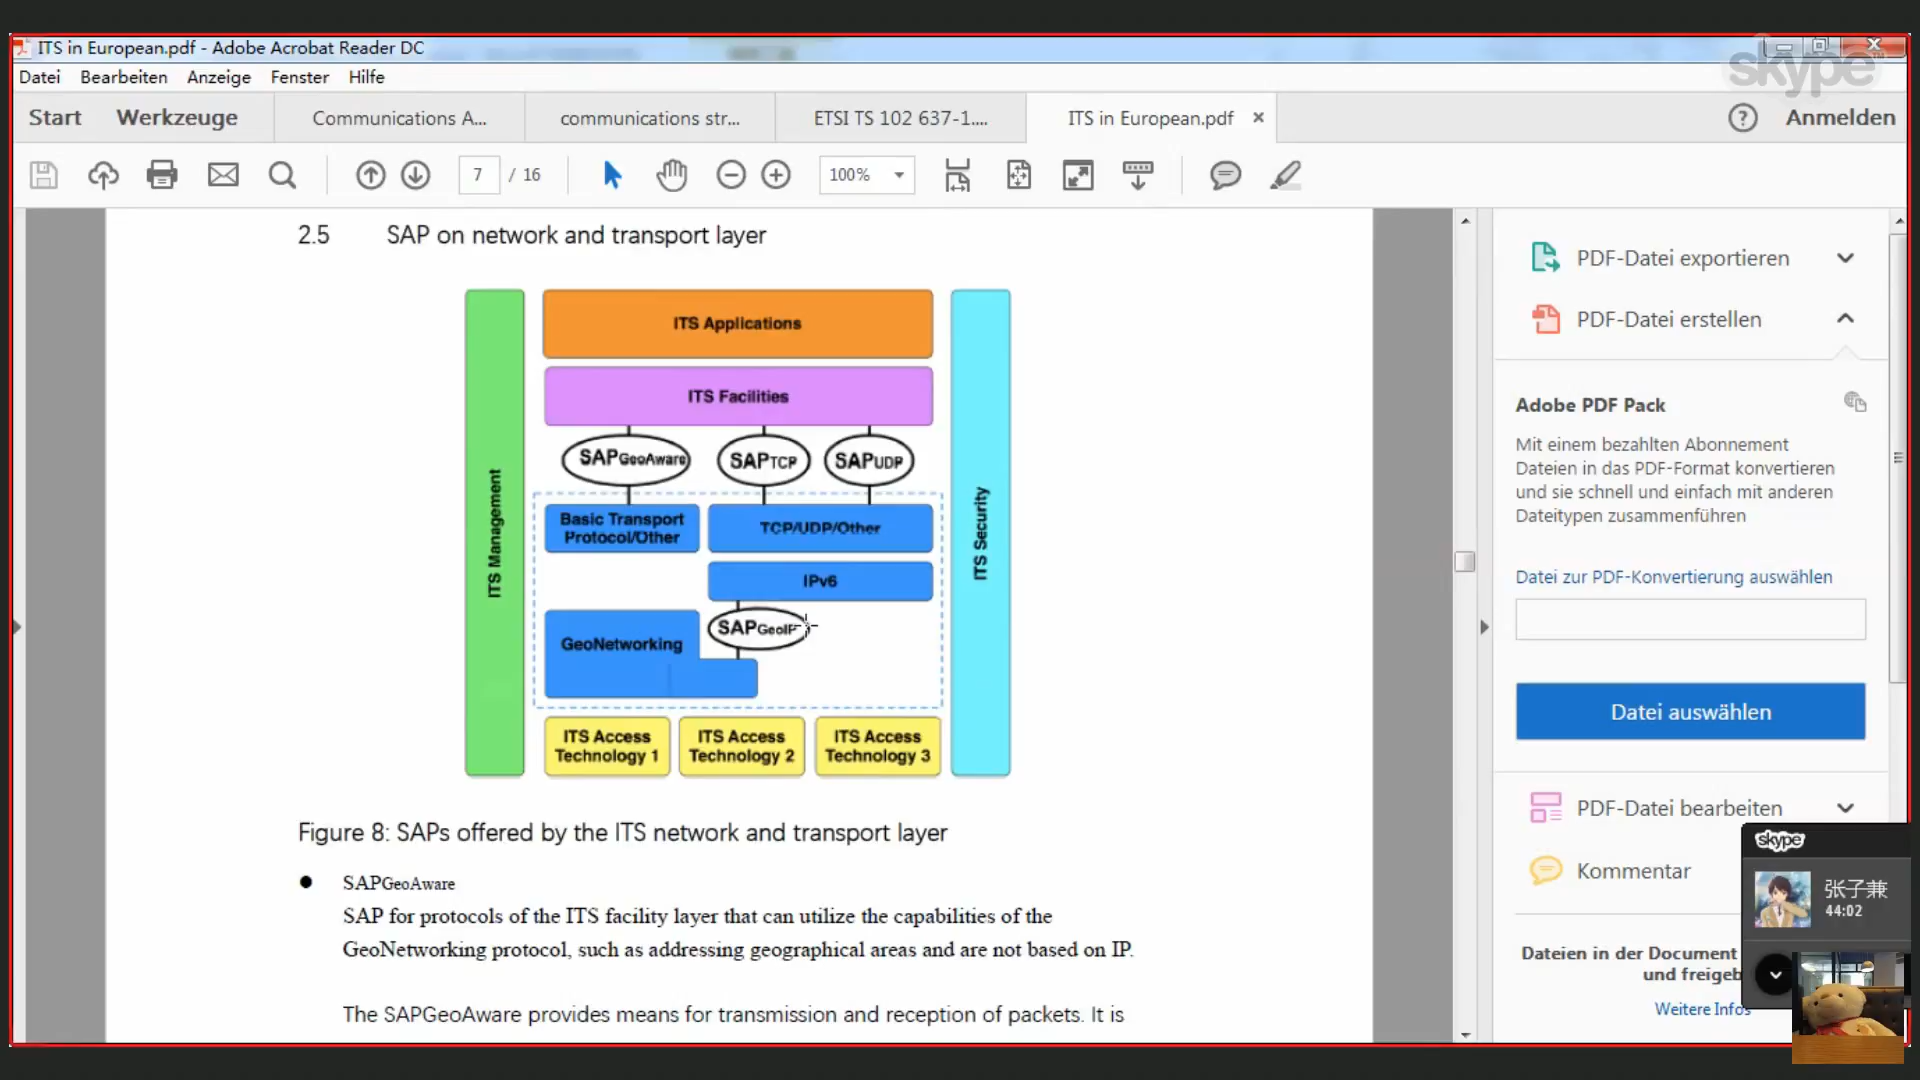 ITS in European.pdf - Adobe Acrobat Reader DC
skype™
Datei Bearbeiten Anzeige Fenster Hilfe
Start Werkzeuge Communications A... communications str... ETSI TS 102 637-1.... ITS in European.pdf × ? Anmelden
7 / 16 100%
2.5 SAP on network and transport layer
ITS Management
ITS Applications
ITS Facilities
SAPGeoAware SAPTCP SAPUDP
Basic Transport
Protocol/Other
TCP/UDP/Other
IPv6
GeoNetworking
ITS Security
ITS Access
Technology 1
ITS Access
Technology 2
ITS Access
Technology 3
Figure 8: SAPs offered by the ITS network and transport layer
● SAPGeoAware
SAP for protocols of the ITS facility layer that can utilize the capabilities of the
GeoNetworking protocol, such as addressing geographical areas and are not based on IP.
The SAPGeoAware provides means for transmission and reception of packets. It is
PDF-Datei exportieren
PDF-Datei erstellen
Adobe PDF Pack
Mit einem bezahlten Abonnement
Dateien in das PDF-Format konvertieren
und sie schnell und einfach mit anderen
Dateitypen zusammenführen
Datei zur PDF-Konvertierung auswählen
Datei auswählen
PDF-Datei bearbeiten
Kommentar
Dateien in der Document
und freigeb
Weitere Infos
skype
张子兼
44:02